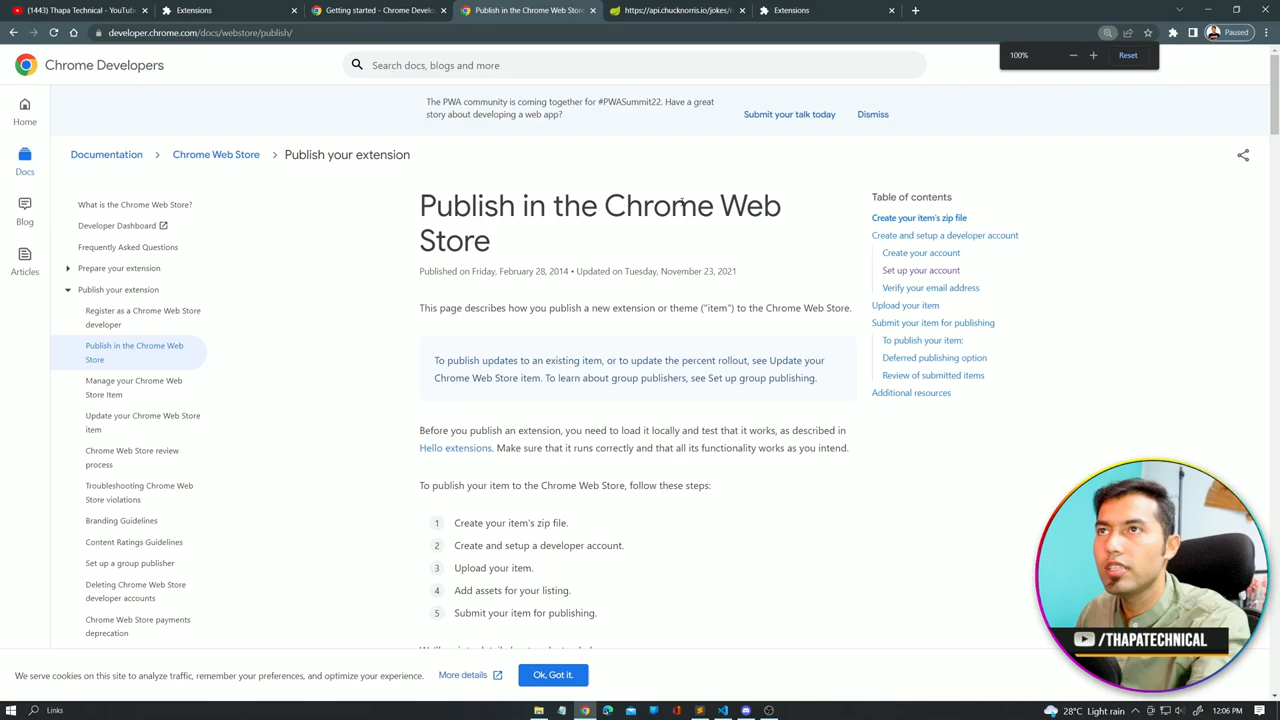 (1443) Thapa Technical - YouTub
Extensions
Getting started - Chrome Develo
Publish in the Chrome Web Store
https://api.chucknorris.io/jokes/r
Extensions
developer.chrome.com/docs/webstore/publish/
Paused
100%
Reset
Chrome Developers
Search docs, blogs and more
The PWA community is coming together for #PWASummit22. Have a great
story about developing a web app?
Submit your talk today
Dismiss
Home
Docs
Blog
Articles
Documentation
Chrome Web Store
Publish your extension
What is the Chrome Web Store?
Developer Dashboard
Frequently Asked Questions
Prepare your extension
Publish your extension
Register as a Chrome Web Store
developer
Publish in the Chrome Web
Store
Manage your Chrome Web
Store Item
Update your Chrome Web Store
item
Chrome Web Store review
process
Troubleshooting Chrome Web
Store violations
Branding Guidelines
Content Ratings Guidelines
Set up a group publisher
Deleting Chrome Web Store
developer accounts
Chrome Web Store payments
deprecation
Publish in the Chrome Web
Store
Published on Friday, February 28, 2014 • Updated on Tuesday, November 23, 2021
This page describes how you publish a new extension or theme ("item") to the Chrome Web Store.
To publish updates to an existing item, or to update the percent rollout, see Update your
Chrome Web Store item. To learn about group publishers, see Set up group publishing.
Before you publish an extension, you need to load it locally and test that it works, as described in
Hello extensions. Make sure that it runs correctly and that all its functionality works as you intend.
To publish your item to the Chrome Web Store, follow these steps:
1 Create your item's zip file.
2 Create and setup a developer account.
3 Upload your item.
4 Add assets for your listing.
5 Submit your item for publishing.
Table of contents
Create your item's zip file
Create and setup a developer account
Create your account
Set up your account
Verify your email address
Upload your item
Submit your item for publishing
To publish your item:
Deferred publishing option
Review of submitted items
Additional resources
/THAPATECHNICAL
We serve cookies on this site to analyze traffic, remember your preferences, and optimize your experience.
More details
Ok, Got it.
Links
28°C Light rain
12:06 PM